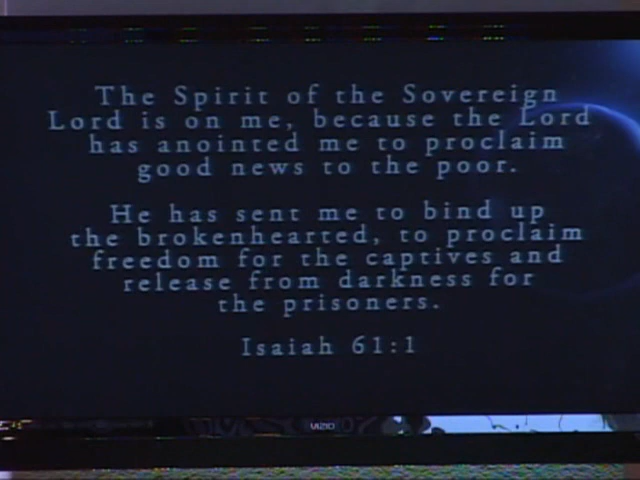 The Spirit of the Sovereign
Lord is on me, because the Lord
has anointed me to proclaim
good news to the poor.
He has sent me to bind up
the brokenhearted, to proclaim
freedom for the captives and
release from darkness for
the prisoners.
Isaiah 61:1
VIZIO